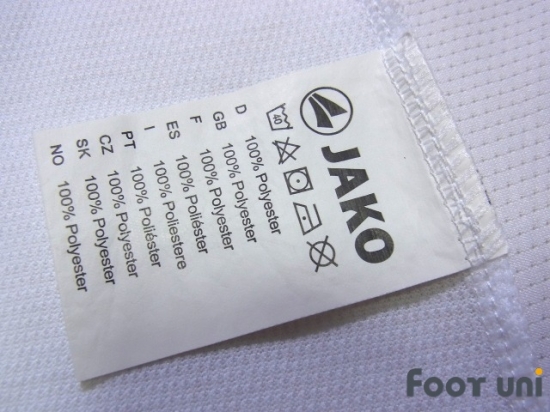 JAKO
40
D 100% Polyester
GB 100% Polyester
F 100% Polyester
ES 100% Poliéster
I 100% Poliestere
PT 100% Poliéster
CZ 100% Polyester
SK 100% Polyester
NO 100% Polyester
FOOT UNI